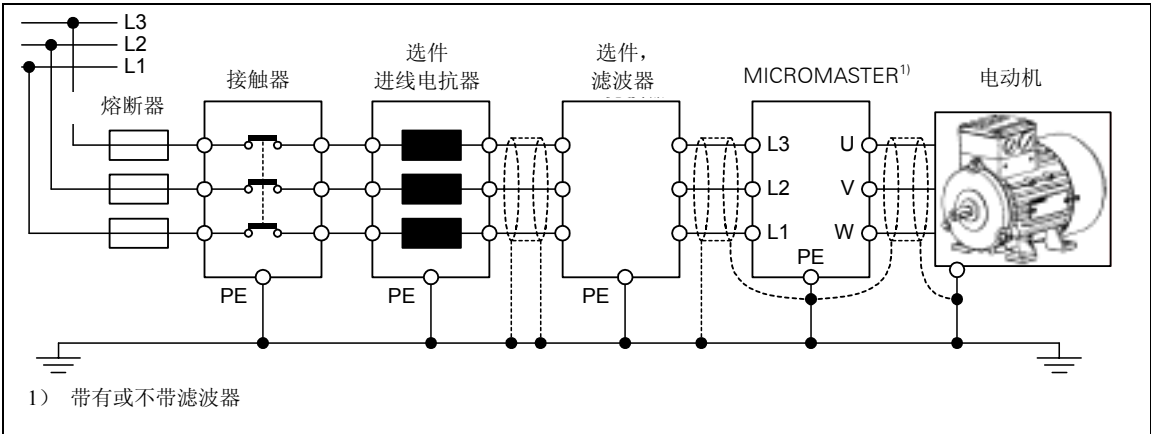 L3
L2
L1
熔断器
接触器
选件
进线电抗器
选件，
滤波器
MICROMASTER1)
电动机
L3
U
L2
V
L1
W
PE
PE
PE
PE
1） 带有或不带滤波器